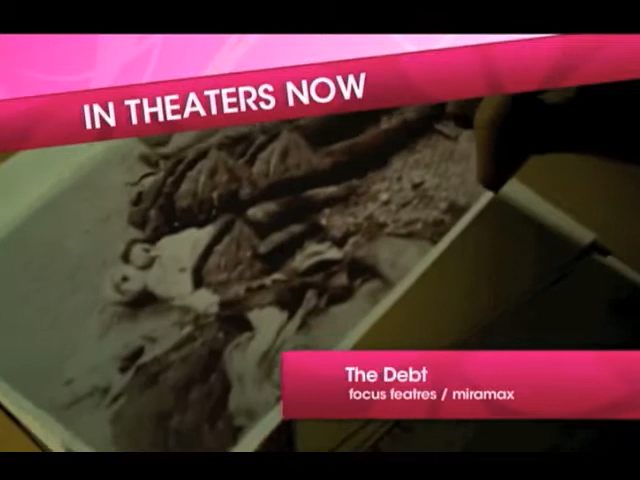 IN THEATERS NOW
The Debt
focus featres / miramax